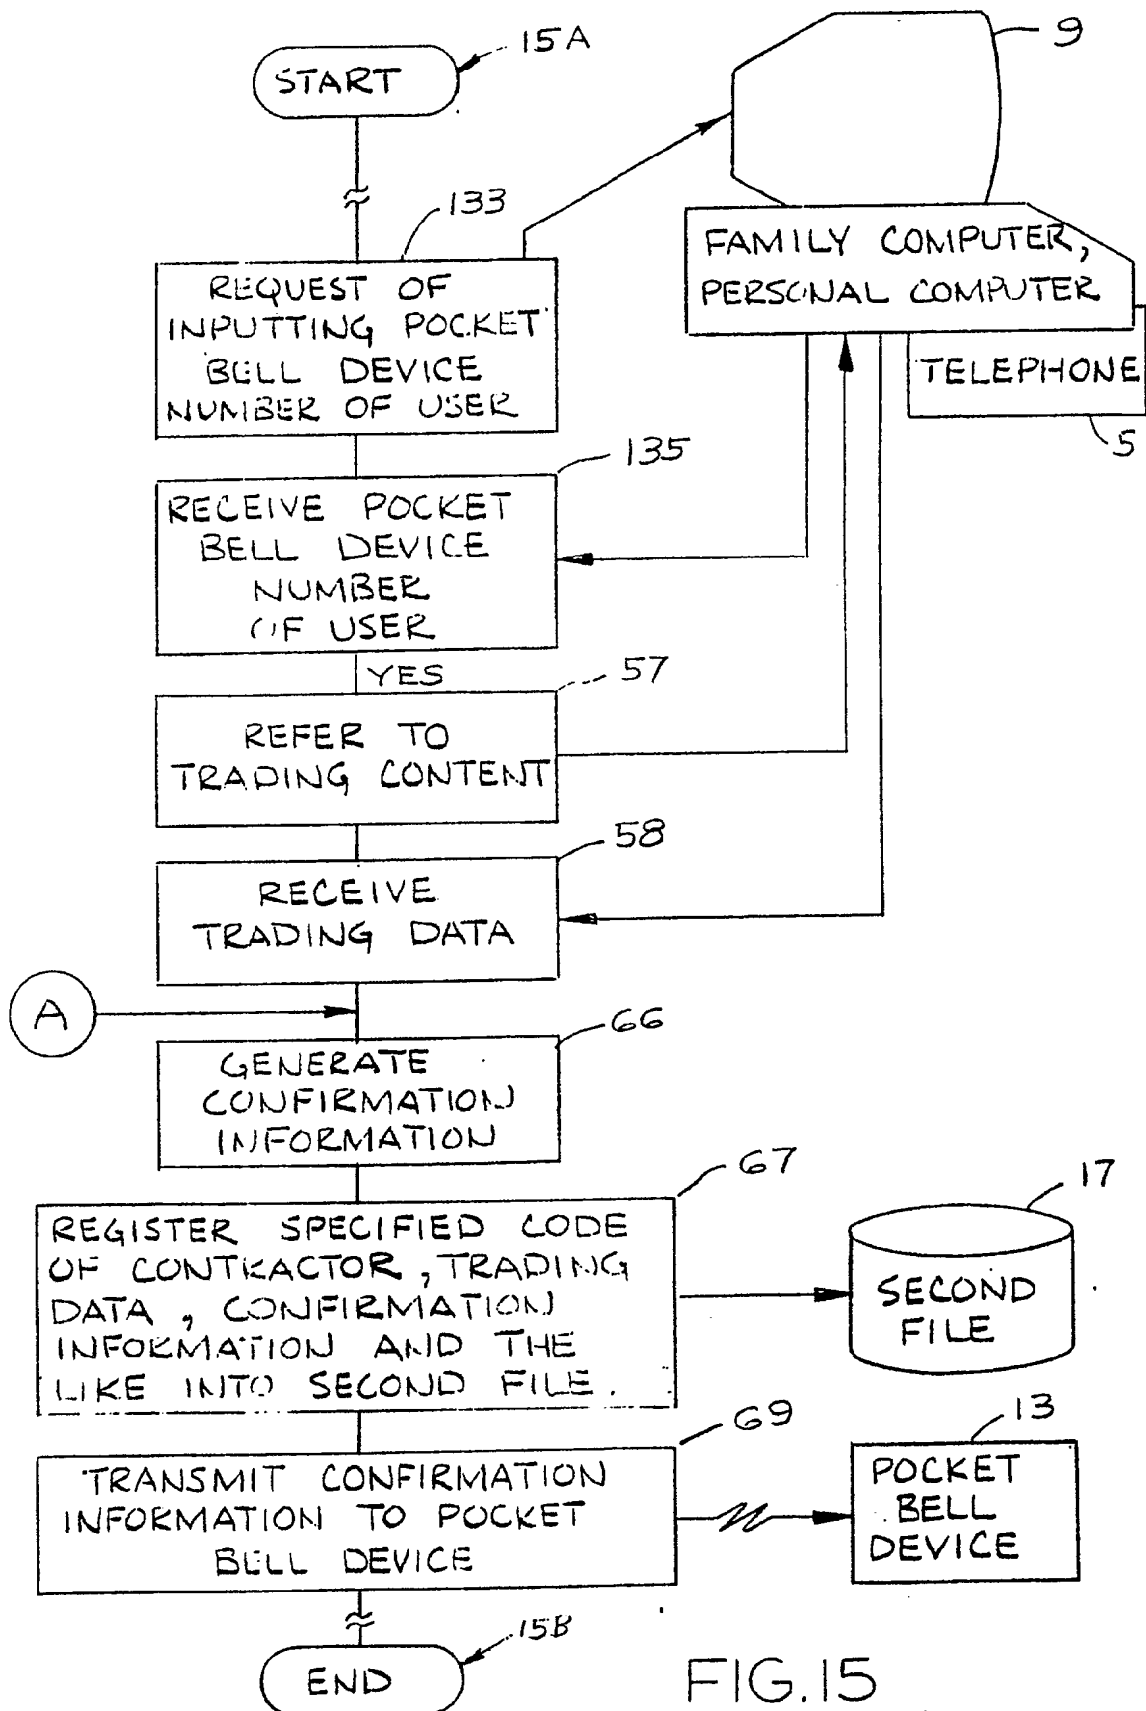 START
15A
9
133
REQUEST OF
INPUTTING POCKET
BELL DEVICE
NUMBER OF USER
FAMILY COMPUTER,
PERSONAL COMPUTER
TELEPHONE
5
135
RECEIVE POCKET
BELL DEVICE
NUMBER
OF USER
YES
57
REFER TO
TRADING CONTENT
58
RECEIVE
TRADING DATA
A
66
GENERATE
CONFIRMATION
INFORMATION
67
REGISTER SPECIFIED CODE
OF CONTRACTOR, TRADING
DATA, CONFIRMATION
INFORMATION AND THE
LIKE INTO SECOND FILE.
17
SECOND
FILE
69
TRANSMIT CONFIRMATION
INFORMATION TO POCKET
BELL DEVICE
13
POCKET
BELL
DEVICE
15B
END
FIG.15